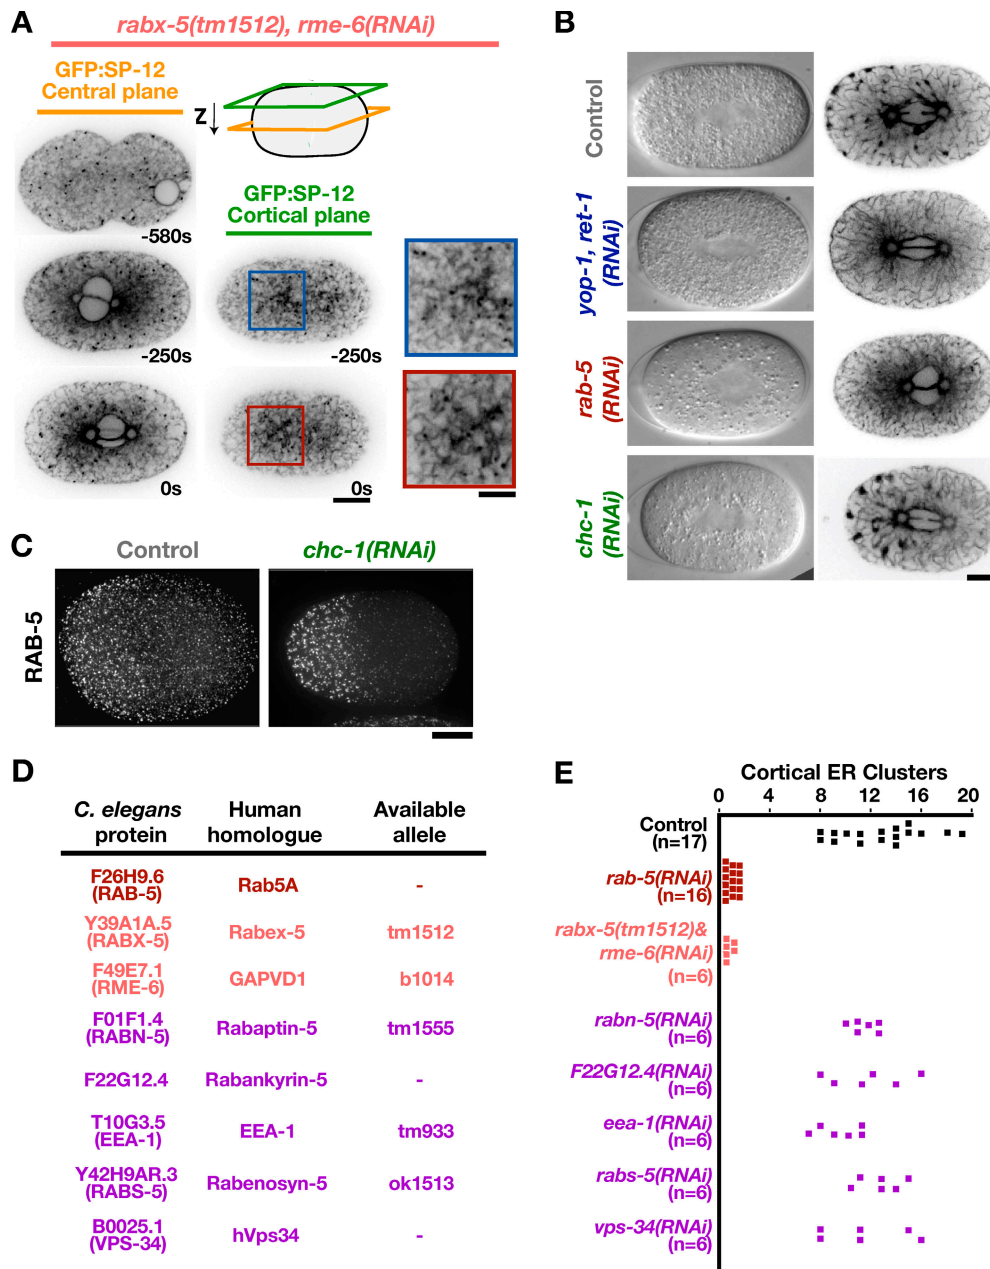 A
rabx-5(tm1512), rme-6(RNAi)
GFP:SP-12
Central plane
Z
-580s
GFP:SP-12
Cortical plane
-250s
-250s
0s
0s
B
Control
yop-1, ret-1
(RNAi)
rab-5
(RNAi)
chc-1
(RNAi)
C
Control
chc-1(RNAi)
RAB-5
D
C. elegans
protein
Human
homologue
Available
allele
F26H9.6
(RAB-5)
Rab5A
-
Y39A1A.5
(RABX-5)
Rabex-5
tm1512
F49E7.1
(RME-6)
GAPVD1
b1014
F01F1.4
(RABN-5)
Rabaptin-5
tm1555
F22G12.4
Rabankyrin-5
-
T10G3.5
(EEA-1)
EEA-1
tm933
Y42H9AR.3
(RABS-5)
Rabenosyn-5
ok1513
B0025.1
(VPS-34)
hVps34
-
E
Cortical ER Clusters
0 4 8 12 16 20
Control
(n=17)
rab-5(RNAi)
(n=16)
rabx-5(tm1512)&
rme-6(RNAi)
(n=6)
rabn-5(RNAi)
(n=6)
F22G12.4(RNAi)
(n=6)
eea-1(RNAi)
(n=6)
rabs-5(RNAi)
(n=6)
vps-34(RNAi)
(n=6)